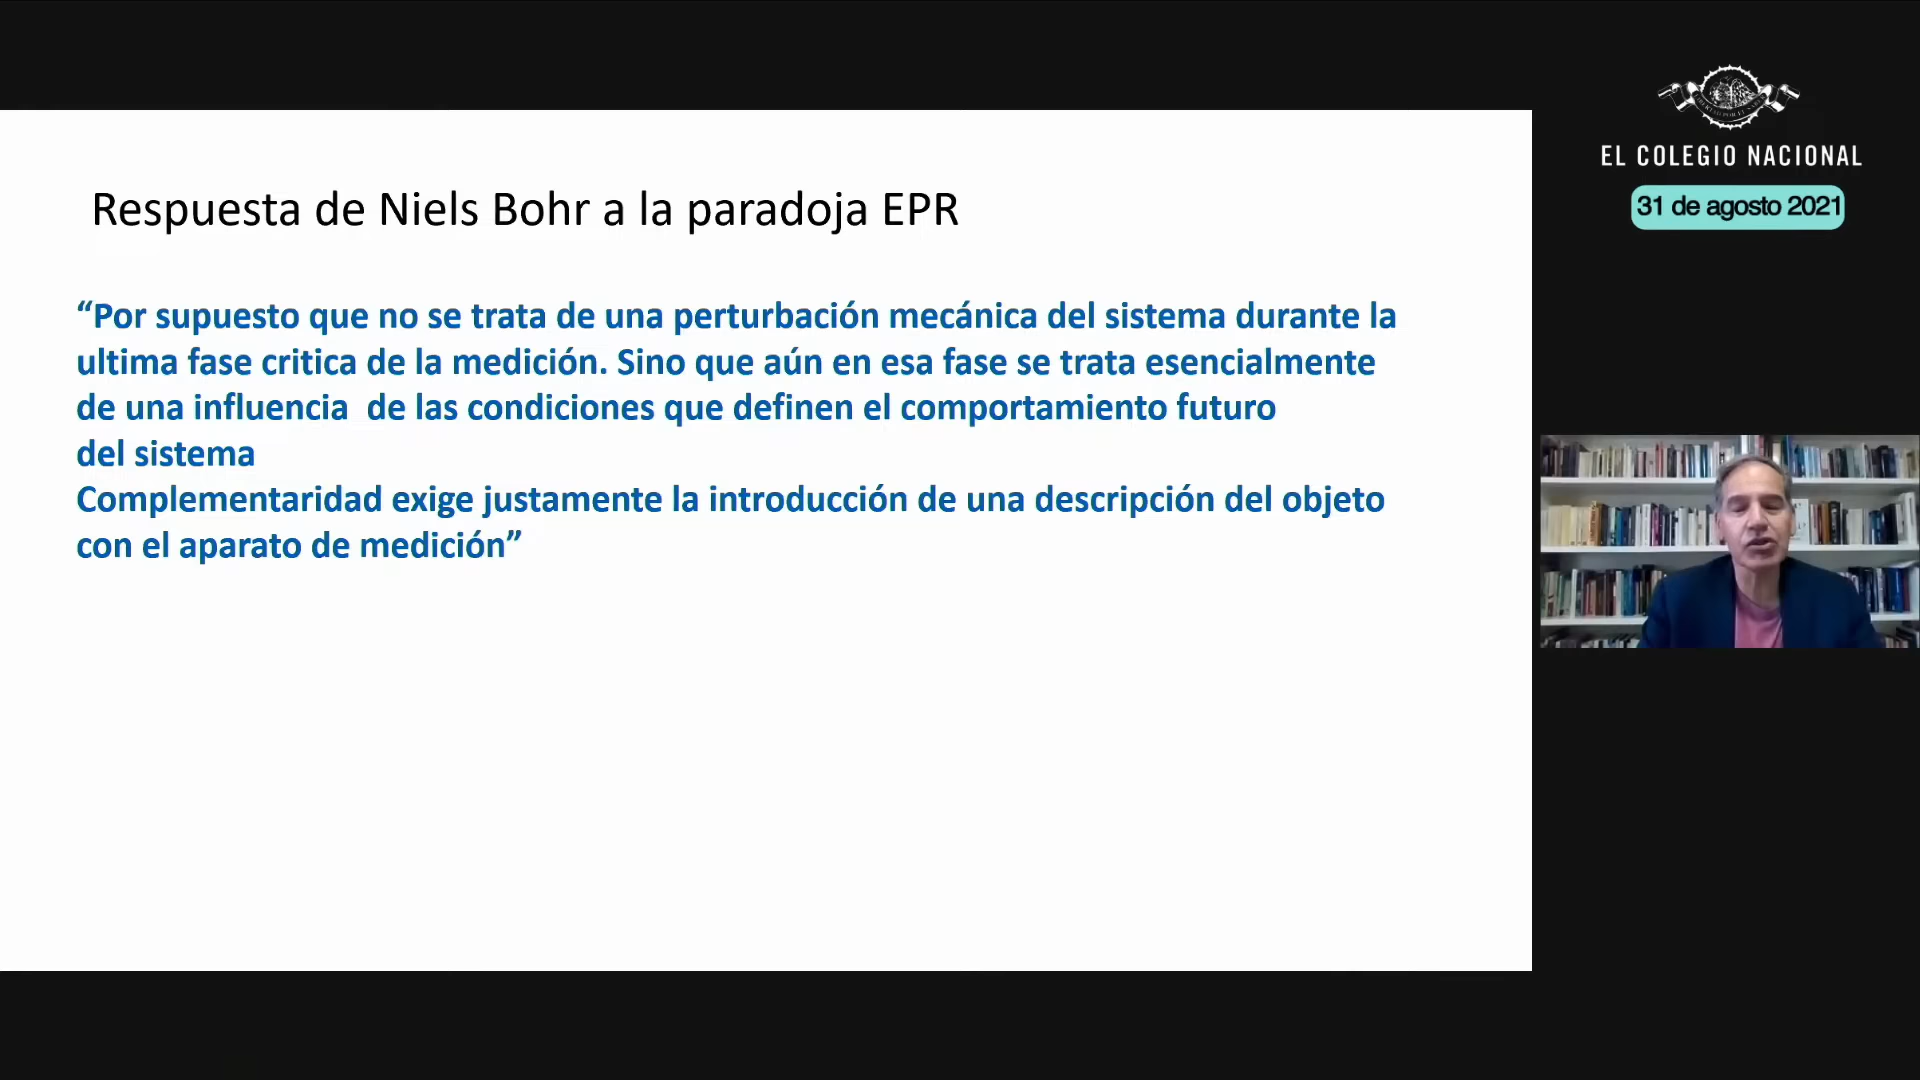 Respuesta de Niels Bohr a la paradoja EPR
“Por supuesto que no se trata de una perturbación mecánica del sistema durante la
ultima fase critica de la medición. Sino que aún en esa fase se trata esencialmente
de una influencia  de las condiciones que definen el comportamiento futuro
del sistema
Complementaridad exige justamente la introducción de una descripción del objeto
con el aparato de medición”
EL COLEGIO NACIONAL
31 de agosto 2021